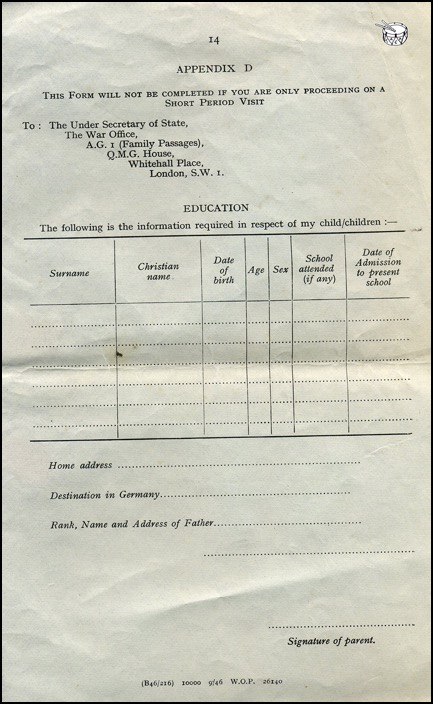 14
APPENDIX D
THIS FORM WILL NOT BE COMPLETED IF YOU ARE ONLY PROCEEDING ON A
SHORT PERIOD VISIT
To : The Under Secretary of State,
The War Office,
A.G. 1 (Family Passages),
Q.M.G. House,
Whitehall Place,
London, S.W. 1.
EDUCATION
The following is the information required in respect of my child/children :—
Surname
Christian
name
Date
of
birth
Age
Sex
School
attended
(if any)
Date of
Admission
to present
school
Home address
Destination in Germany
Rank, Name and Address of Father
Signature of parent.
(B46/216) 10000 9/46 W.O.P. 26140